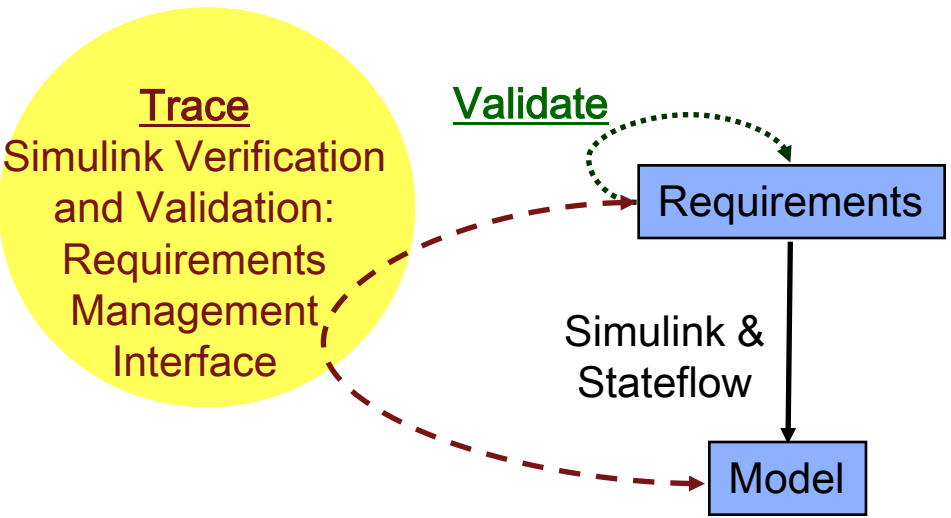 Trace
Simulink Verification
and Validation:
Requirements
Management
Interface
Validate
Requirements
Simulink &
Stateflow
Model